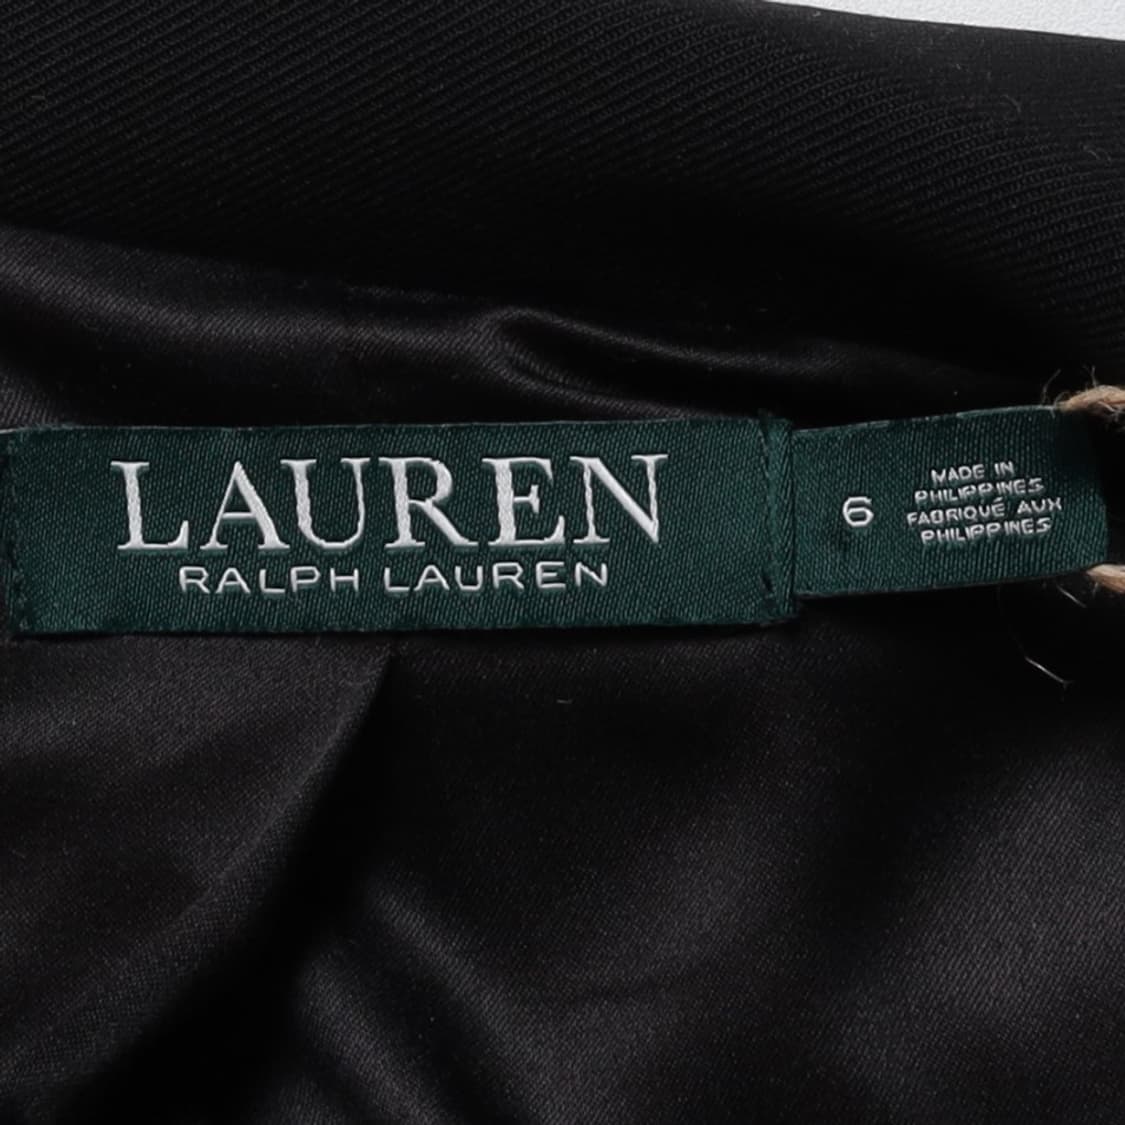 LAUREN
RALPH LAUREN
6
MADE IN
PHILIPPINES
FABRIQUÉ AUX
PHILIPPINES